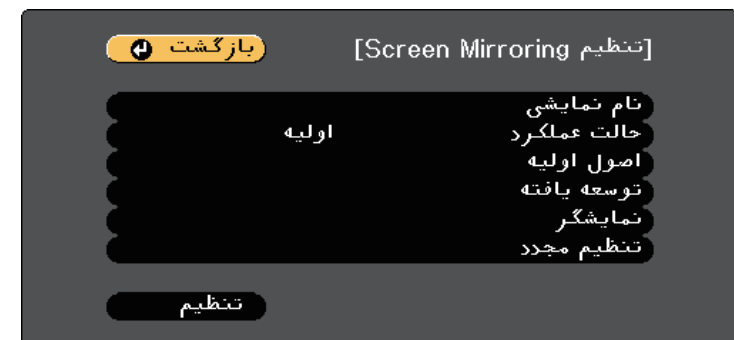 [تنظیم Screen Mirroring]
بازگشت
نام نمایشی
حالت عملکرد اولیه
اصول اولیه
توسعه یافته
نمایشگر
تنظیم مجدد
تنظیم